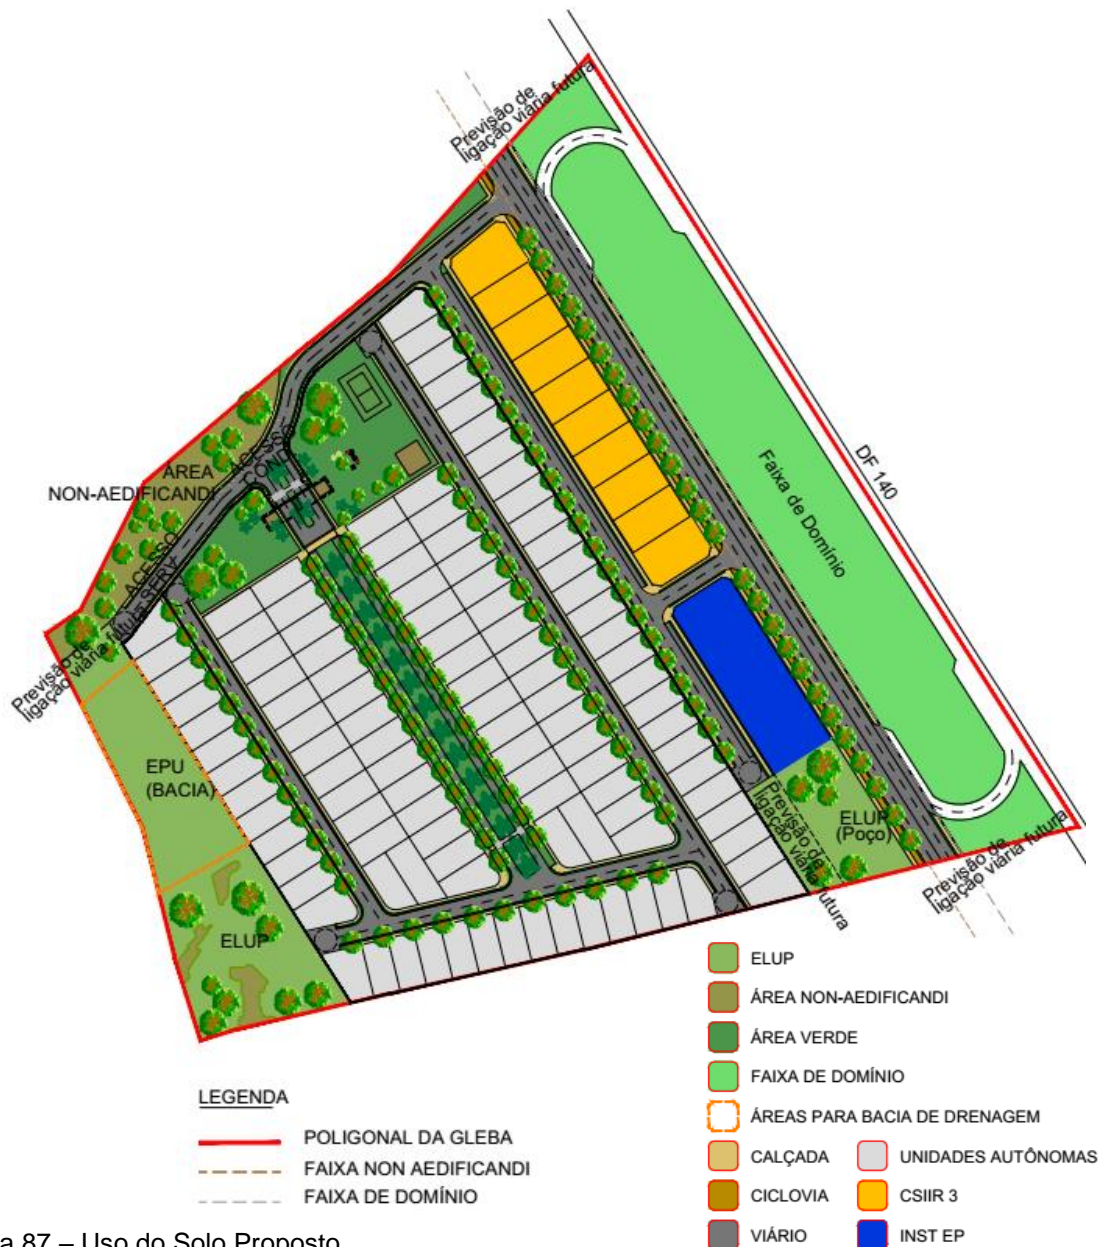 Previsão de
ligação viária futura
DF 140
Faixa de Domínio
ÁREA
NON-AEDIFICANDI
ACESSO
COND.
ACESSO
SERV.
Previsão de
ligação viária futura
EPU
(BACIA)
ELUP
Previsão de
ligação viária futura
ELUP
(Poço)
Previsão de
ligação viária futura
ELUP
ÁREA NON-AEDIFICANDI
ÁREA VERDE
FAIXA DE DOMÍNIO
ÁREAS PARA BACIA DE DRENAGEM
CALÇADA
UNIDADES AUTÔNOMAS
CICLOVIA
CSIIR 3
VIÁRIO
INST EP
LEGENDA
POLIGONAL DA GLEBA
FAIXA NON AEDIFICANDI
FAIXA DE DOMÍNIO
a 87 – Uso do Solo Proposto